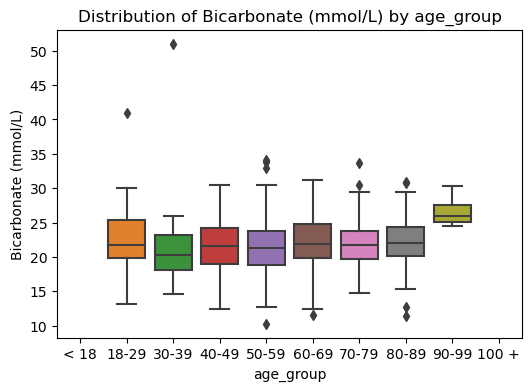 Distribution of Bicarbonate (mmol/L) by age_group
Bicarbonate (mmol/L)
50
45
40
35
30
25
20
15
10
< 18 18-29 30-39 40-49 50-59 60-69 70-79 80-89 90-99 100 +
age_group